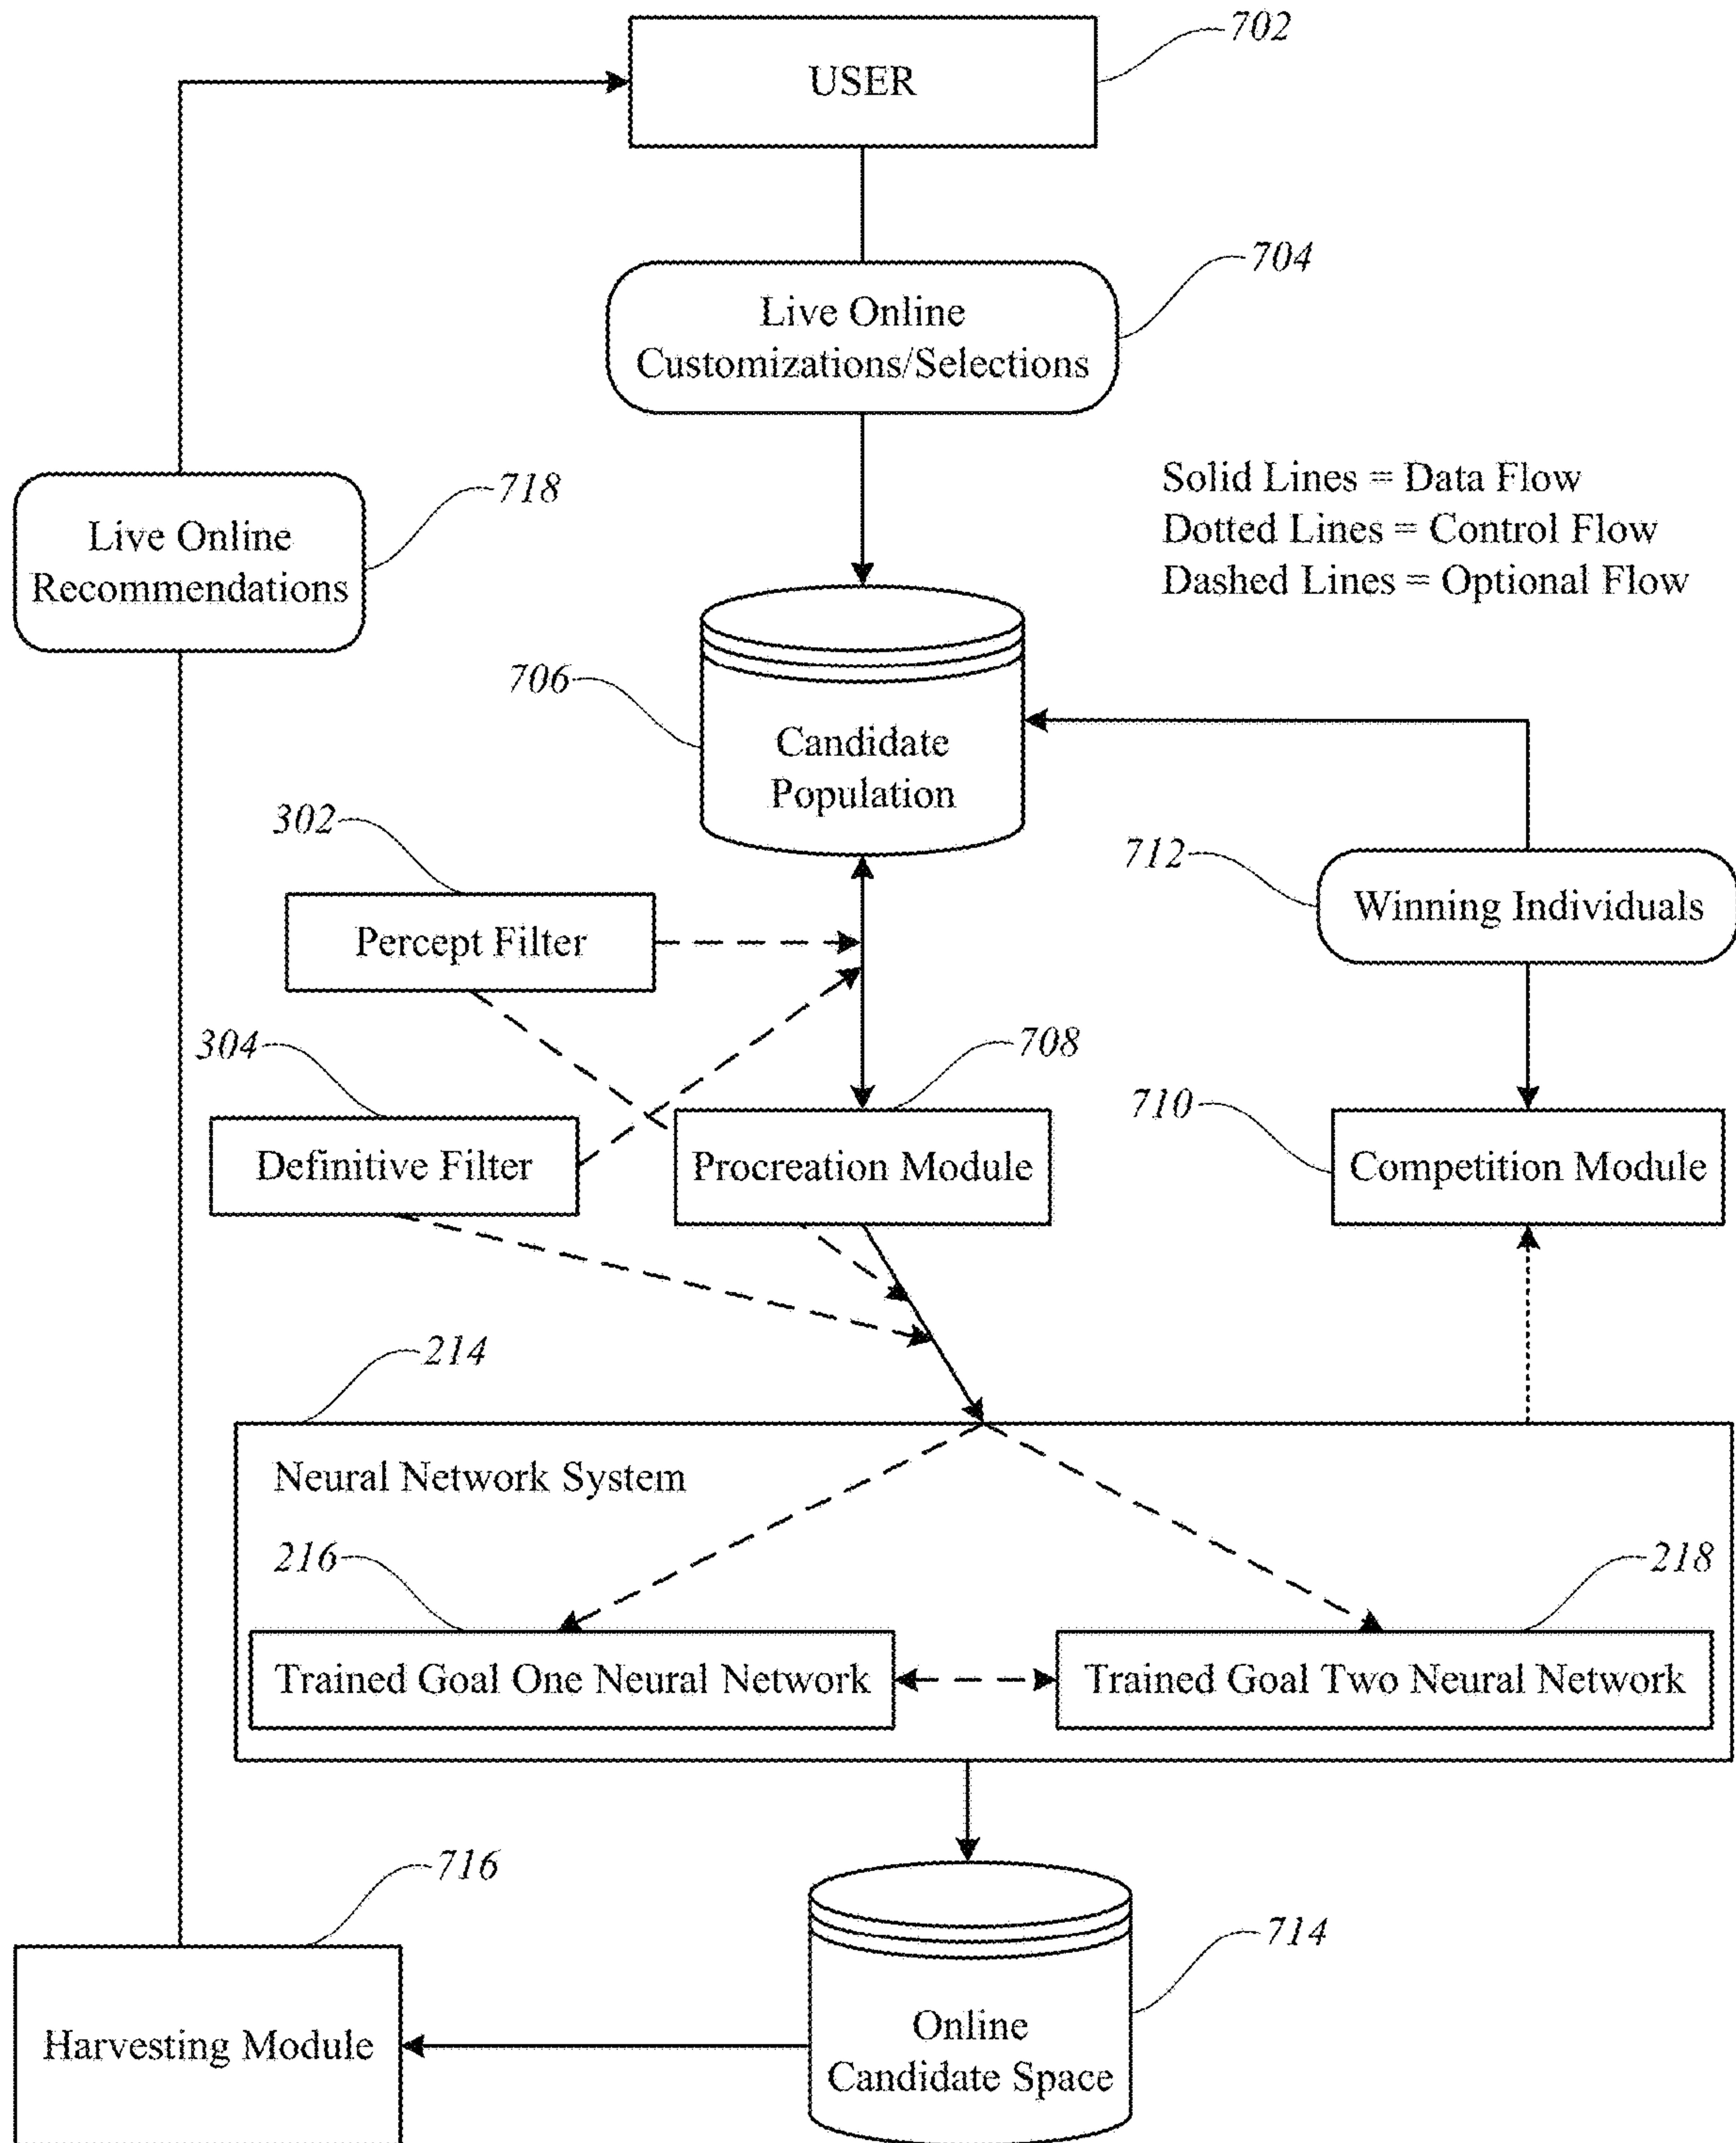 702
USER
704
Live Online
Customizations/Selections
718
Live Online
Recommendations
Solid Lines = Data Flow
Dotted Lines = Control Flow
Dashed Lines = Optional Flow
706
Candidate
Population
302
712
Winning Individuals
Percept Filter
304
708
710
Definitive Filter
Procreation Module
Competition Module
214
Neural Network System
216
218
Trained Goal One Neural Network
Trained Goal Two Neural Network
716
714
Harvesting Module
Online
Candidate Space